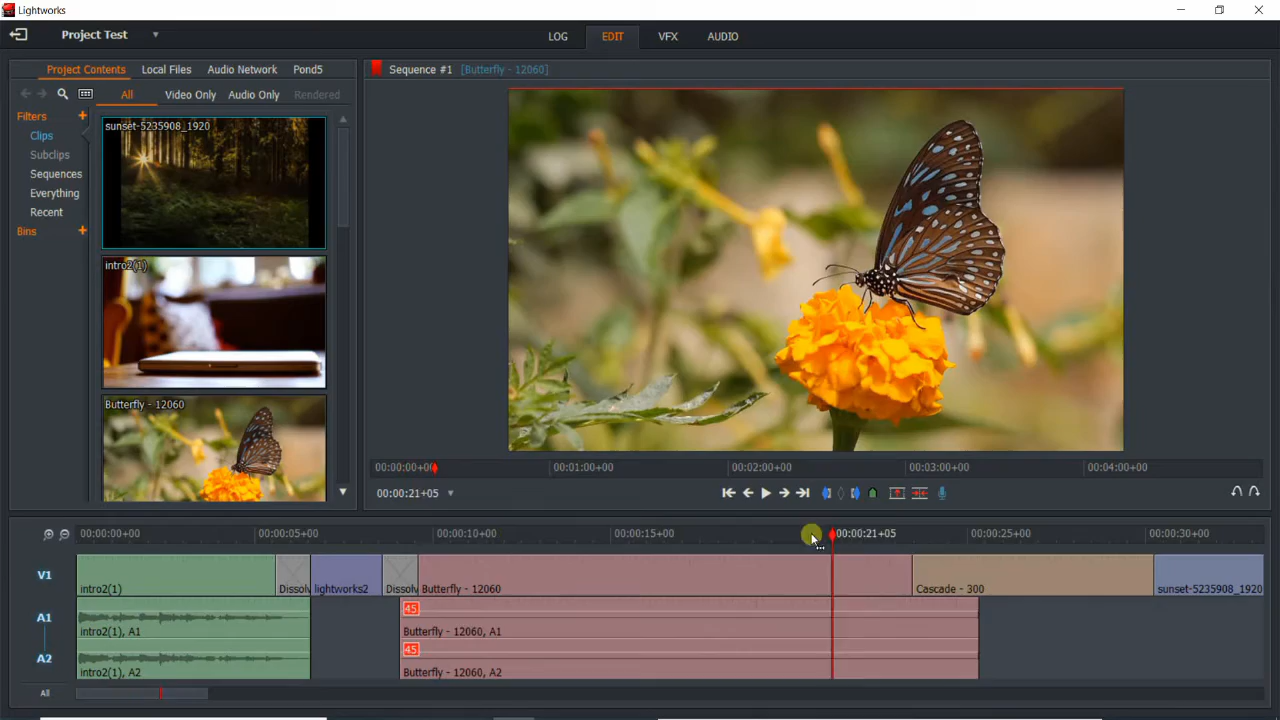 Lightworks
Project Test
LOG EDIT VFX AUDIO
Project Contents Local Files Audio Network Pond5
All Video Only Audio Only Rendered
Filters +
Clips
Subclips
Sequences
Everything
Recent
Bins +
sunset-5235908_1920
intro2(1)
Butterfly - 12060
Sequence #1 [Butterfly - 12060]
00:00:00+00 00:01:00+00 00:02:00+00 00:03:00+00 00:04:00+00
00:00:21+05
00:00:00+00 00:00:05+00 00:00:10+00 00:00:15+00 00:00:21+05 00:00:25+00 00:00:30+00
V1
intro2(1) Dissolv lightworks2 Dissolv Butterfly - 12060 Cascade - 300 sunset-5235908_1920
45
A1
intro2(1), A1 Butterfly - 12060, A1
45
A2
intro2(1), A2 Butterfly - 12060, A2
All